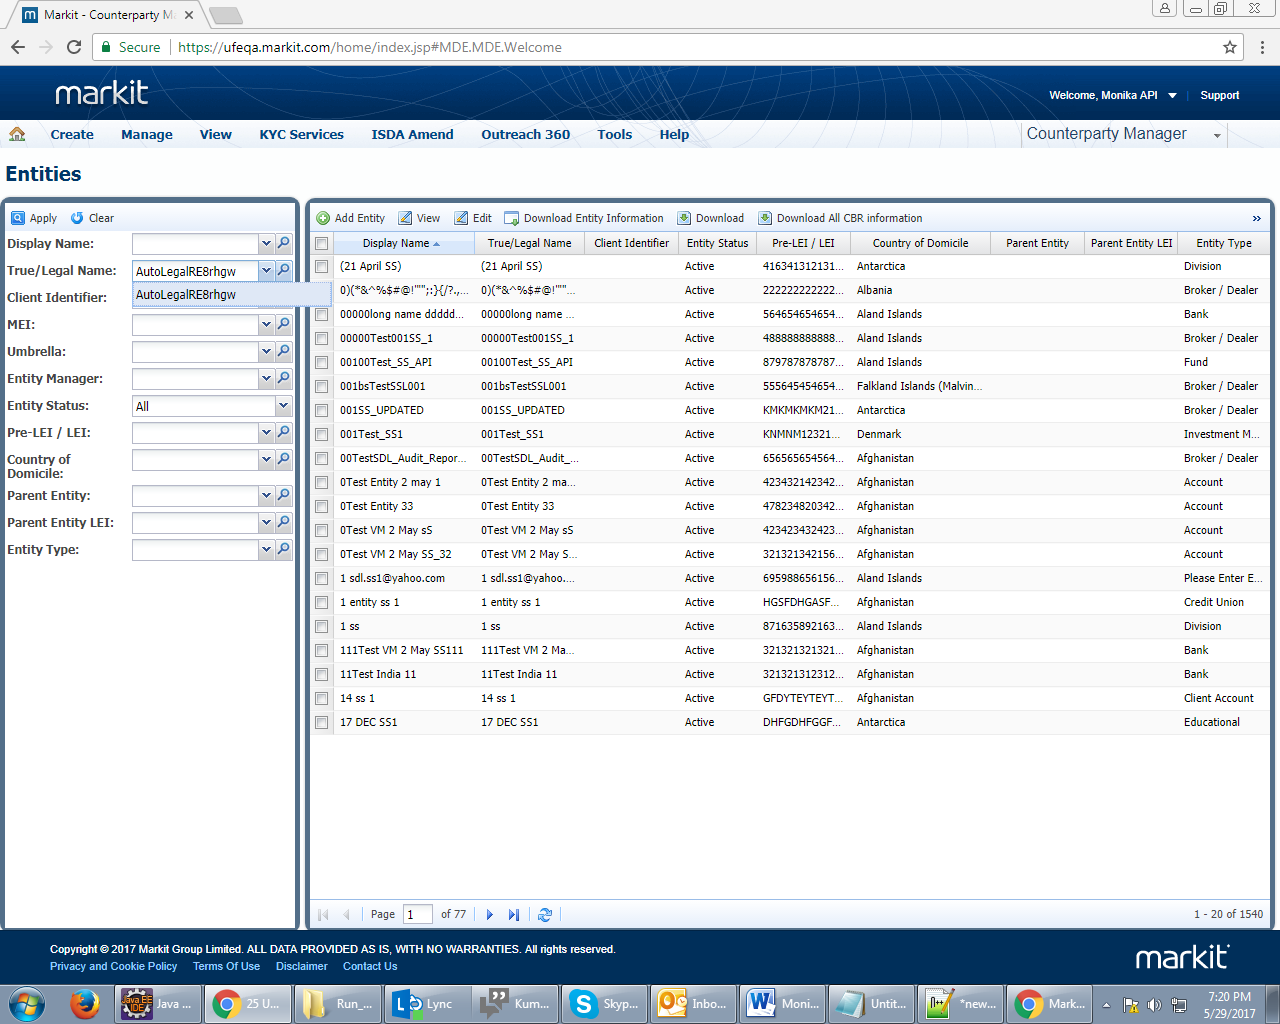 Markit - Counterparty Ma
Secure https://ufeqa.markit.com/home/index.jsp#MDE.MDE.Welcome
markit
Welcome, Monika API Support
Create Manage View KYC Services ISDA Amend Outreach 360 Tools Help Counterparty Manager
Entities
Apply Clear
Display Name:
True/Legal Name: AutoLegalRE8rhgw
AutoLegalRE8rhgw
Client Identifier:
MEI:
Umbrella:
Entity Manager:
Entity Status: All
Pre-LEI / LEI:
Country of
Domicile:
Parent Entity:
Parent Entity LEI:
Entity Type:
Add Entity View Edit Download Entity Information Download Download All CBR information »
Display Name True/Legal Name Client Identifier Entity Status Pre-LEI / LEI Country of Domicile Parent Entity Parent Entity LEI Entity Type
(21 April SS) (21 April SS) Active 416341312131... Antarctica Division
0)(*&^%$#@!"'";:}{/?.,... 0)(*&^%$#@!"'"... Active 222222222222... Albania Broker / Dealer
00000long name ddddd... 00000long name ... Active 564654654654... Aland Islands Bank
00000Test001SS_1 00000Test001SS_1 Active 488888888888... Aland Islands Broker / Dealer
00100Test_SS_API 00100Test_SS_API Active 879787878787... Aland Islands Fund
001bsTestSSL001 001bsTestSSL001 Active 555645454654... Falkland Islands (Malvin... Broker / Dealer
001SS_UPDATED 001SS_UPDATED Active KMKMKMKM21... Antarctica Broker / Dealer
001Test_SS1 001Test_SS1 Active KNMNM12321... Denmark Investment M...
00TestSDL_Audit_Repor... 00TestSDL_Audit_... Active 656565654564... Afghanistan Broker / Dealer
0Test Entity 2 may 1 0Test Entity 2 ma... Active 423432142342... Afghanistan Account
0Test Entity 33 0Test Entity 33 Active 478234820342... Afghanistan Account
0Test VM 2 May sS 0Test VM 2 May sS Active 423423432423... Afghanistan Account
0Test VM 2 May SS_32 0Test VM 2 May S... Active 321321342156... Afghanistan Account
1 sdl.ss1@yahoo.com 1 sdl.ss1@yahoo.... Active 695988656156... Aland Islands Please Enter E...
1 entity ss 1 1 entity ss 1 Active HGSFDHGASF... Afghanistan Credit Union
1 ss 1 ss Active 871635892163... Aland Islands Division
111Test VM 2 May SS111 111Test VM 2 Ma... Active 321321321321... Afghanistan Bank
11Test India 11 11Test India 11 Active 321321312312... Afghanistan Bank
14 ss 1 14 ss 1 Active GFDYTEYTEYT... Afghanistan Client Account
17 DEC SS1 17 DEC SS1 Active DHFGDHFGGF... Antarctica Educational
Page 1 of 77 1 - 20 of 1540
Copyright © 2017 Markit Group Limited. ALL DATA PROVIDED AS IS, WITH NO WARRANTIES. All rights reserved.
Privacy and Cookie Policy Terms Of Use Disclaimer Contact Us
markit
Java ... 25 U... Run_... Lync Kum... Skyp... Inbo... Moni... Untit... *new... Mark... 7:20 PM
5/29/2017